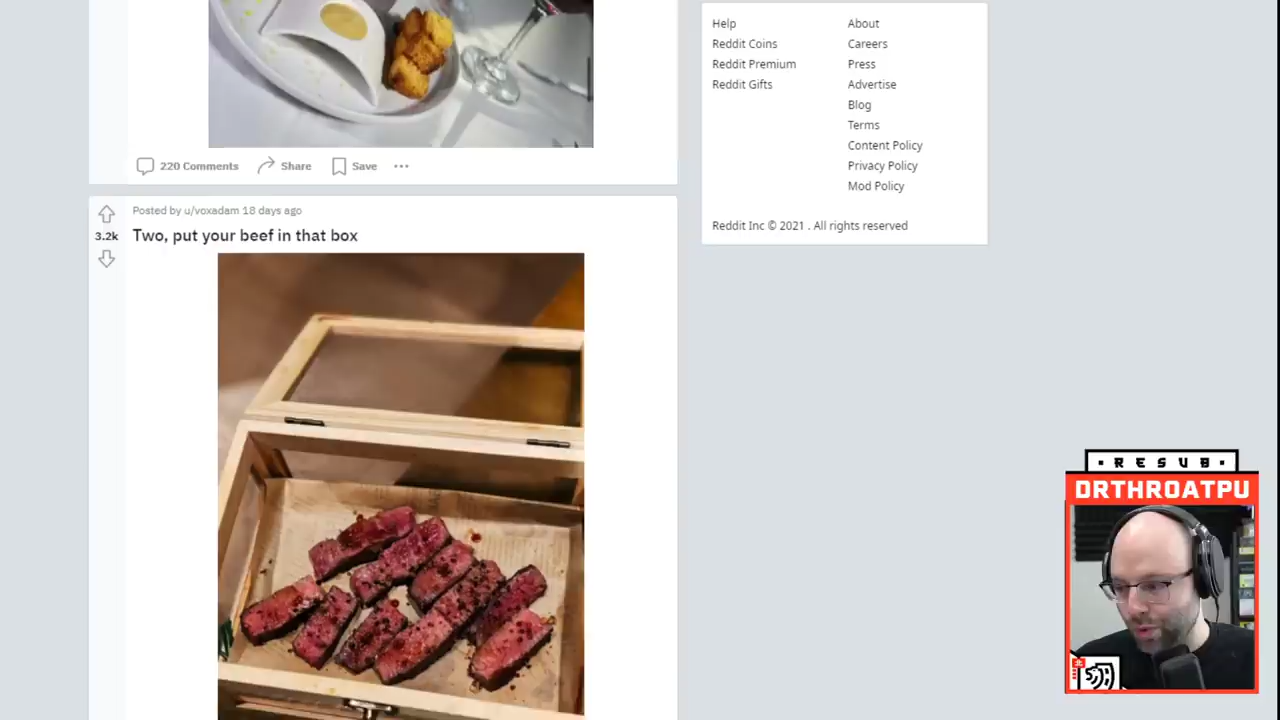 Help
About
Reddit Coins
Careers
Reddit Premium
Press
Reddit Gifts
Advertise
Blog
Terms
Content Policy
Privacy Policy
Mod Policy
Reddit Inc © 2021 . All rights reserved
220 Comments
Share
Save
Posted by u/voxadam 18 days ago
3.2k
Two, put your beef in that box
RESUB
DRTHROATPU